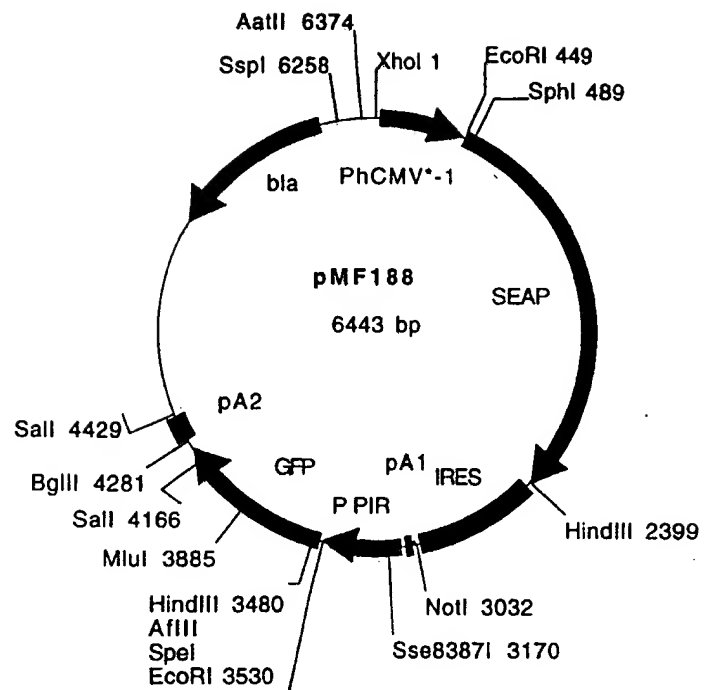 AatII 6374
SspI 6258
XhoI 1
EcoRI 449
SphI 489
bla
PhCMV*-1
pMF188
6443 bp
SEAP
pA2
SalI 4429
GFP
pA1
IRES
P PIR
BglII 4281
SalI 4166
HindIII 2399
MluI 3885
HindIII 3480
NotI 3032
AflII
SpeI
Sse8387I 3170
EcoRI 3530